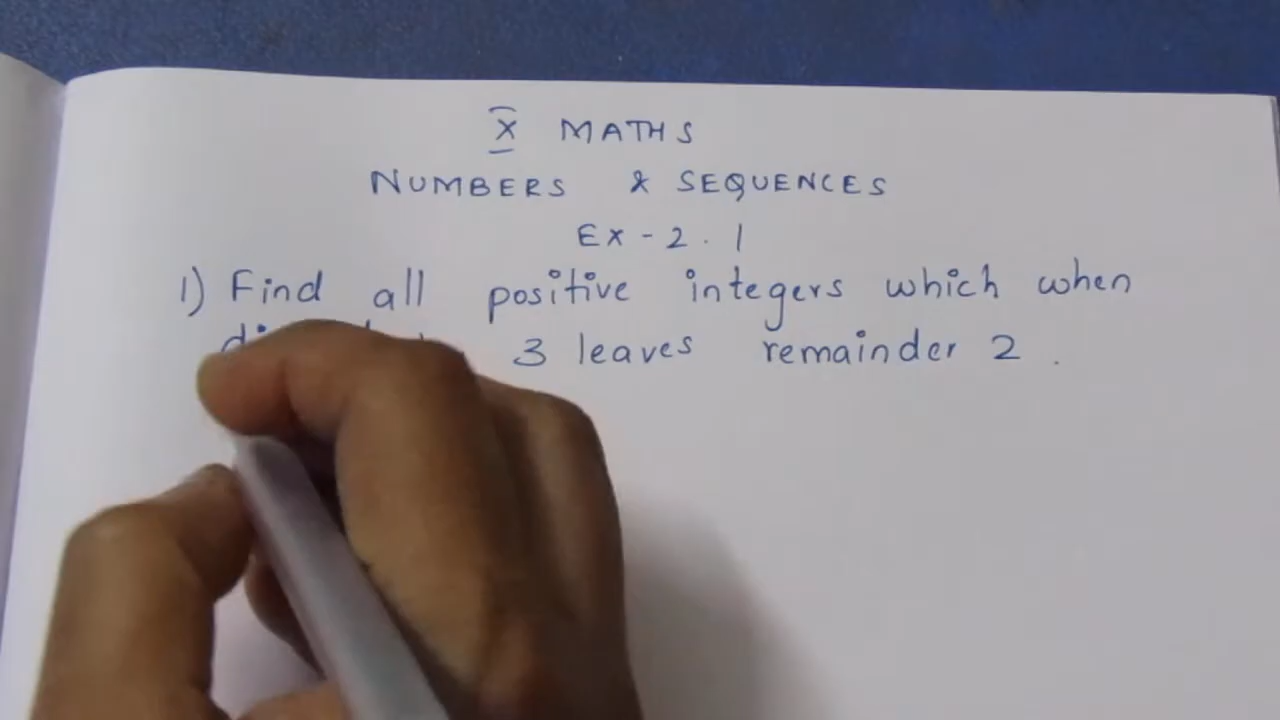 X MATHS
NUMBERS & SEQUENCES
Ex - 2.1
1) Find all positive integers which when
3 leaves remainder 2.